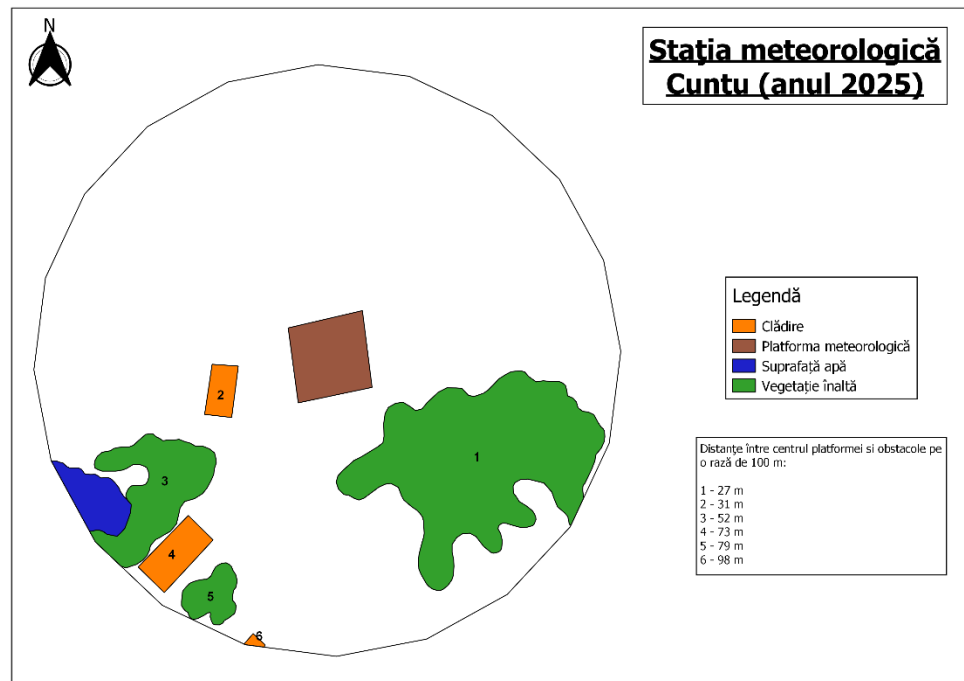 N
Stația meteorologică
Cuntu (anul 2025)
2
1
3
4
5
6
Legendă
Clădire
Platforma meteorologică
Suprafață apă
Vegetație înaltă
Distanțe între centrul platformei si obstacole pe
o rază de 100 m:
1 - 27 m
2 - 31 m
3 - 52 m
4 - 73 m
5 - 79 m
6 - 98 m